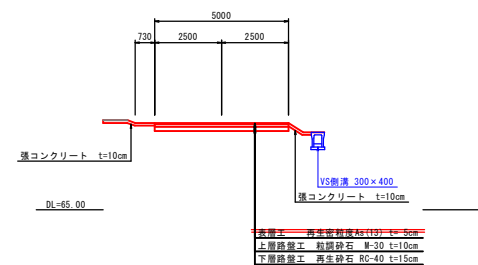 5000
730 2500 2500
張コンクリート t=10cm
VS側溝 300×400
張コンクリート t=10cm
DL=65.00
表層工 再生密粒度As(13) t= 5cm
上層路盤工 粒調砕石 M-30 t=10cm
下層路盤工 再生砕石 RC-40 t=15cm